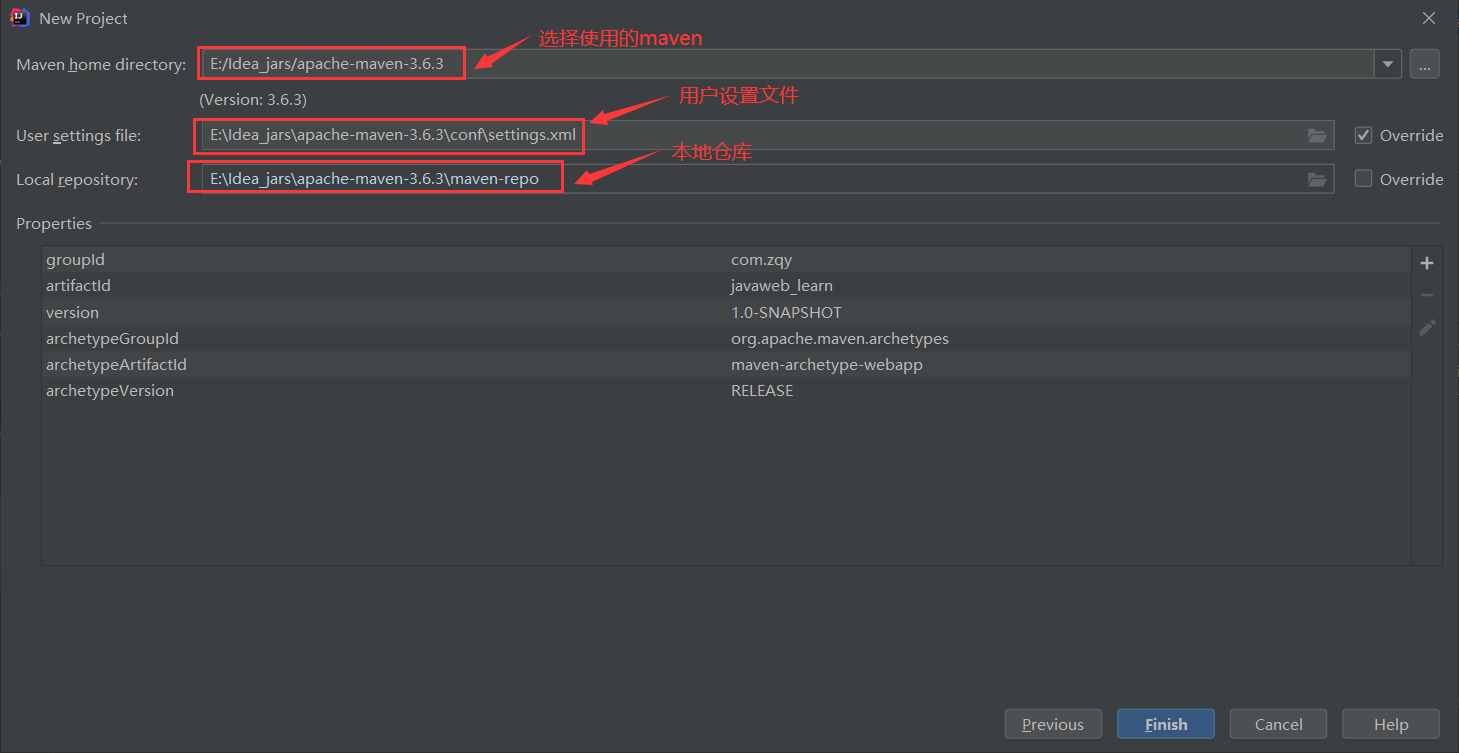 New Project
选择使用的maven
Maven home directory: E:/Idea_jars/apache-maven-3.6.3 ...
(Version: 3.6.3)
用户设置文件
User settings file: E:\Idea_jars\apache-maven-3.6.3\conf\settings.xml Override
本地仓库
Local repository: E:\Idea_jars\apache-maven-3.6.3\maven-repo Override
Properties
groupId com.zqy
artifactId javaweb_learn
version 1.0-SNAPSHOT
archetypeGroupId org.apache.maven.archetypes
archetypeArtifactId maven-archetype-webapp
archetypeVersion RELEASE
Previous Finish Cancel Help